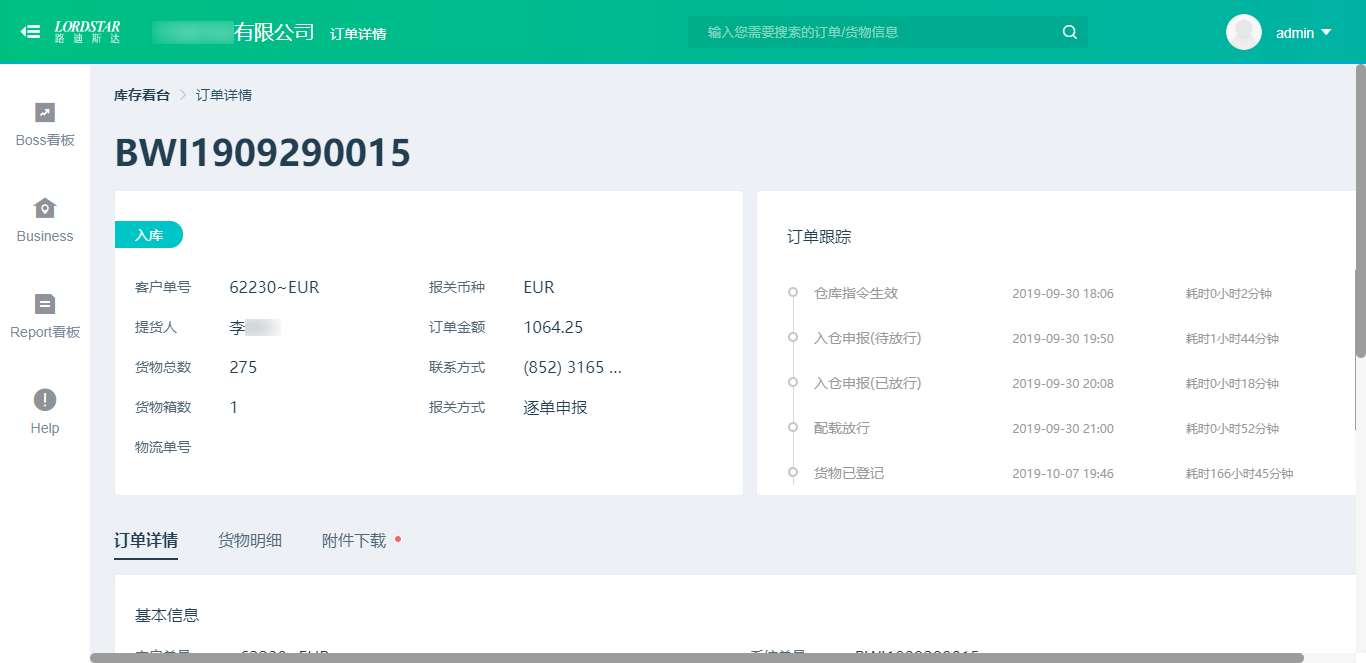 LORDSTAR
路迪斯达
有限公司 订单详情
输入您需要搜索的订单/货物信息
admin
Boss看板
Business
Report看板
Help
库存看台 > 订单详情
BWI1909290015
入库
客户单号 62230~EUR 报关币种 EUR
提货人 李 订单金额 1064.25
货物总数 275 联系方式 (852) 3165 ...
货物箱数 1 报关方式 逐单申报
物流单号
订单跟踪
仓库指令生效 2019-09-30 18:06 耗时0小时2分钟
入仓申报(待放行) 2019-09-30 19:50 耗时1小时44分钟
入仓申报(已放行) 2019-09-30 20:08 耗时0小时18分钟
配载放行 2019-09-30 21:00 耗时0小时52分钟
货物已登记 2019-10-07 19:46 耗时166小时45分钟
订单详情 货物明细 附件下载
基本信息
客户单号 62230~EUR 系统单号 BWI1909290015